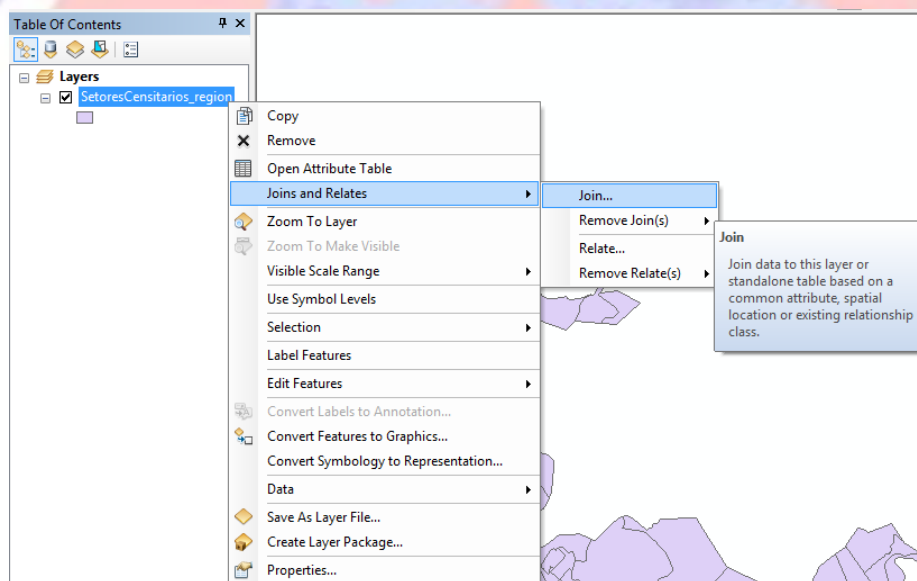 Table Of Contents
Layers
SetoresCensitarios_region
Copy
Remove
Open Attribute Table
Joins and Relates
Zoom To Layer
Zoom To Make Visible
Visible Scale Range
Use Symbol Levels
Selection
Label Features
Edit Features
Convert Labels to Annotation...
Convert Features to Graphics...
Convert Symbology to Representation...
Data
Save As Layer File...
Create Layer Package...
Properties...
Join...
Remove Join(s)
Relate...
Remove Relate(s)
Join
Join data to this layer or
standalone table based on a
common attribute, spatial
location or existing relationship
class.